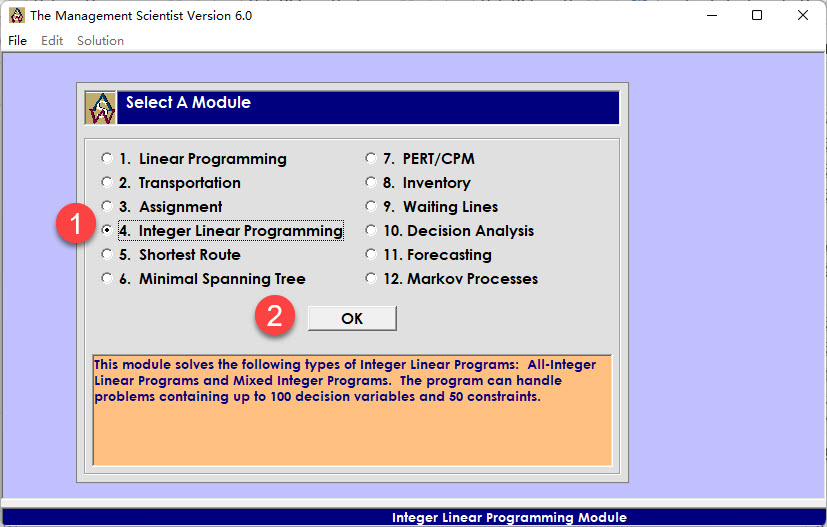 The Management Scientist Version 6.0
File Edit Solution
Select A Module
1. Linear Programming
2. Transportation
3. Assignment
1
4. Integer Linear Programming
5. Shortest Route
6. Minimal Spanning Tree
7. PERT/CPM
8. Inventory
9. Waiting Lines
10. Decision Analysis
11. Forecasting
12. Markov Processes
2
OK
This module solves the following types of Integer Linear Programs: All-Integer
Linear Programs and Mixed Integer Programs. The program can handle
problems containing up to 100 decision variables and 50 constraints.
Integer Linear Programming Module